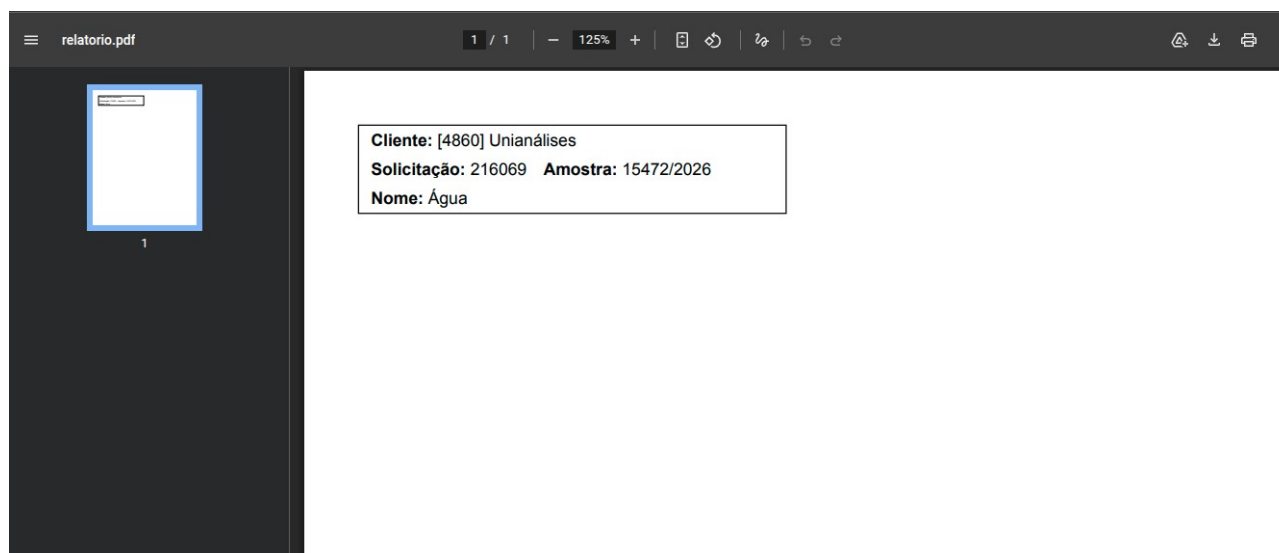 relatorio.pdf
1 / 1
125%
Cliente: [4860] Unianálises
Solicitação: 216069 Amostra: 15472/2026
Nome: Água
1